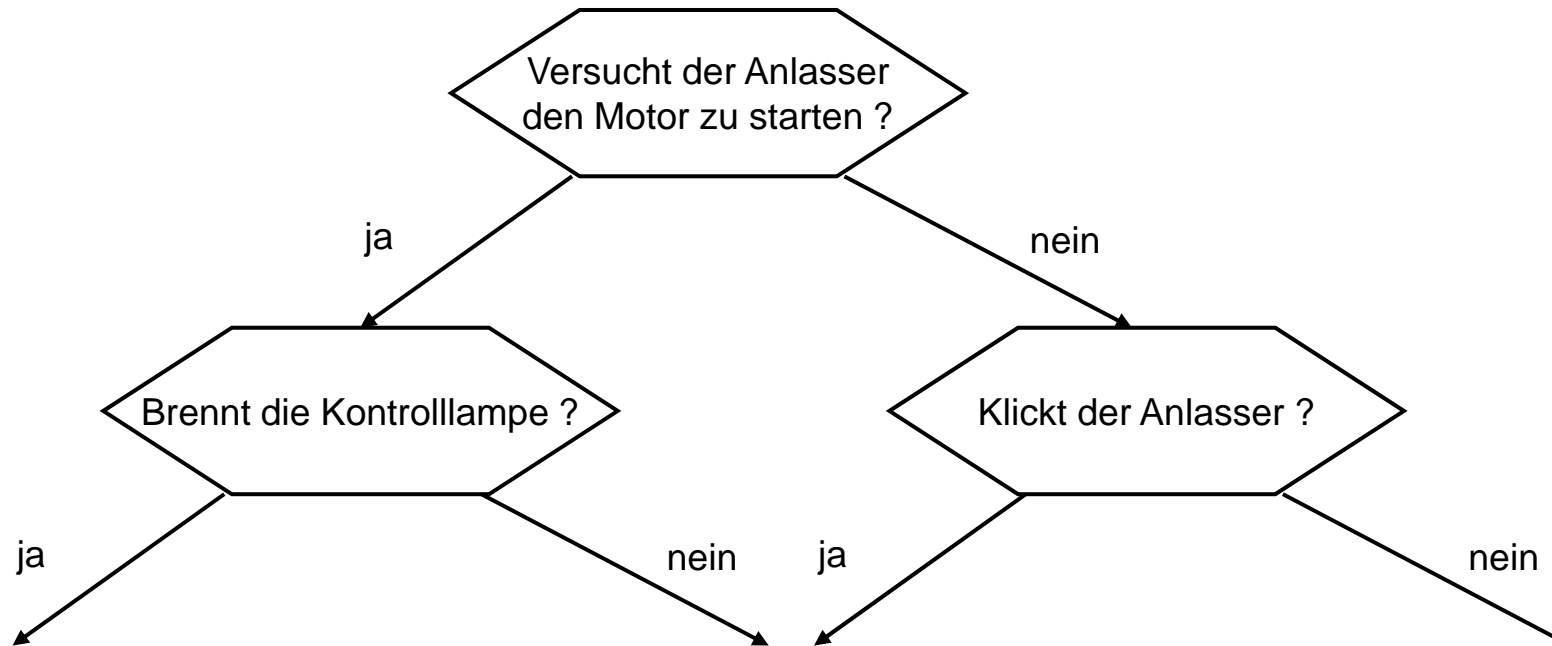 Versucht der Anlasser
den Motor zu starten ?
ja
nein
Brennt die Kontrolllampe ?
Klickt der Anlasser ?
ja
nein
ja
nein